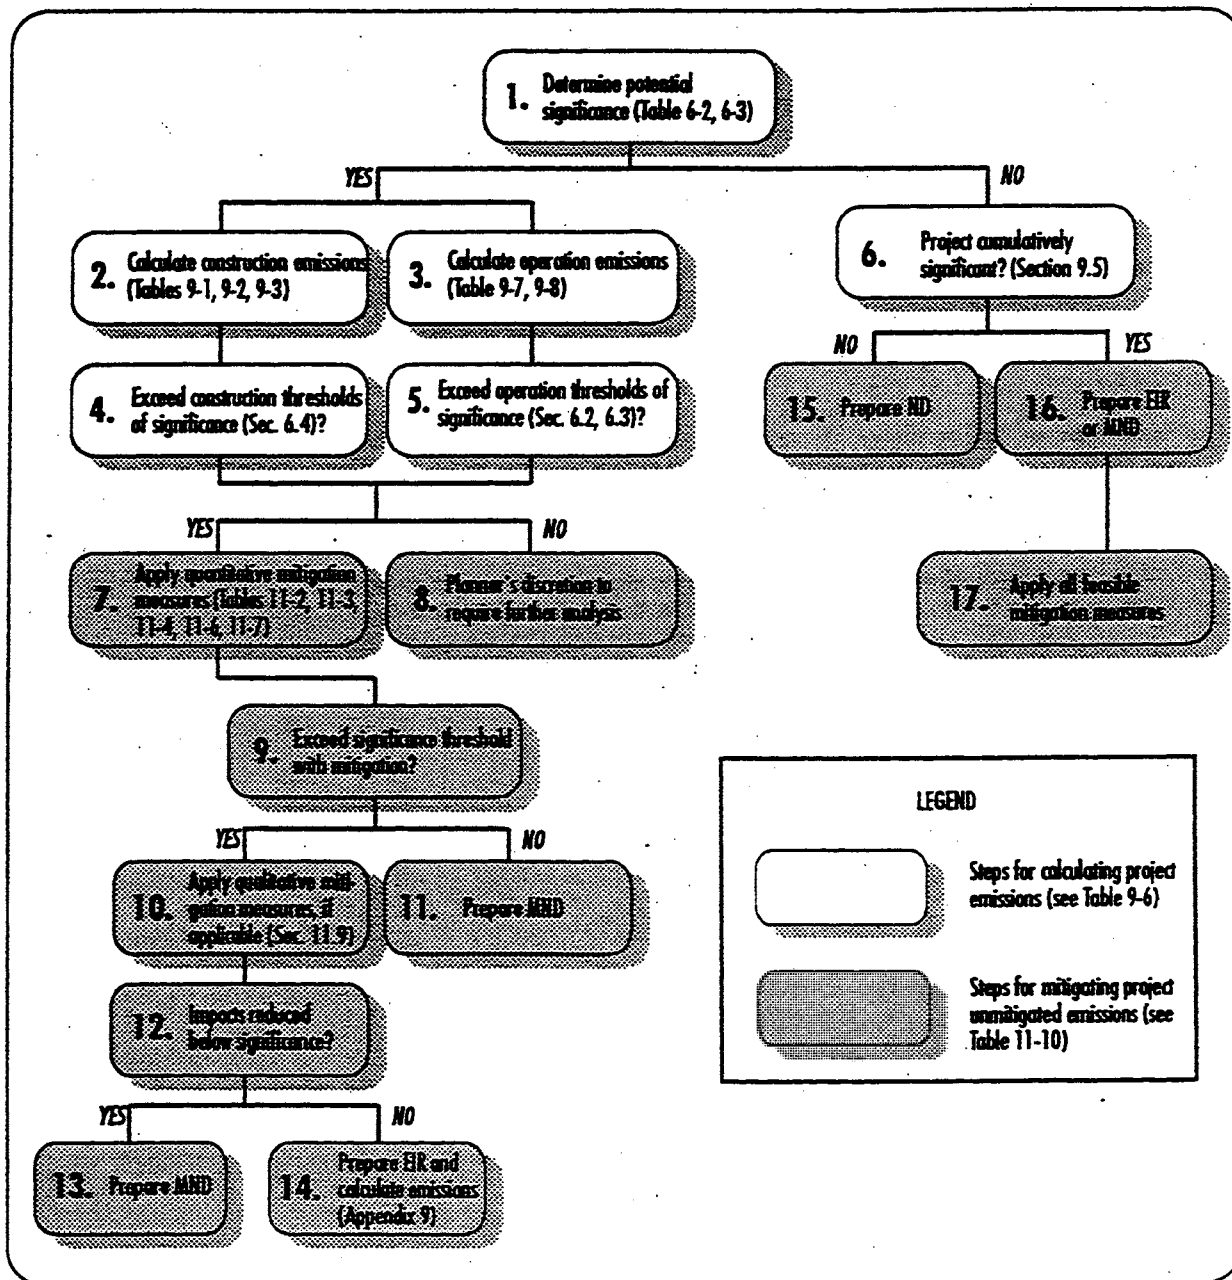 1. Determine potential
significance (Table 6-2, 6-3)
YES
NO
2. Calculate construction emissions
(Tables 9-1, 9-2, 9-3)
3. Calculate operation emissions
(Table 9-7, 9-8)
6. Project cumulatively
significant? (Section 9.5)
NO
YES
4. Exceed construction thresholds
of significance (Sec. 6.4)?
5. Exceed operation thresholds of
significance (Sec. 6.2, 6.3)?
15. Prepare ND
16. Prepare EIR
or MND
YES
NO
7. Apply quantitative mitigation
measures (Tables 11-2, 11-3,
11-4, 11-6, 11-7)
8. Planner's discretion to
require further analysis
17. Apply all feasible
mitigation measures
9. Exceed significance threshold
with mitigation?
YES
NO
10. Apply qualitative miti-
gation measures, if
applicable (Sec. 11.9)
11. Prepare MND
12. Impacts reduced
below significance?
YES
NO
13. Prepare MND
14. Prepare EIR and
calculate emissions
(Appendix 9)
LEGEND
Steps for calculating project
emissions (see Table 9-6)
Steps for mitigating project
unmitigated emissions (see
Table 11-10)